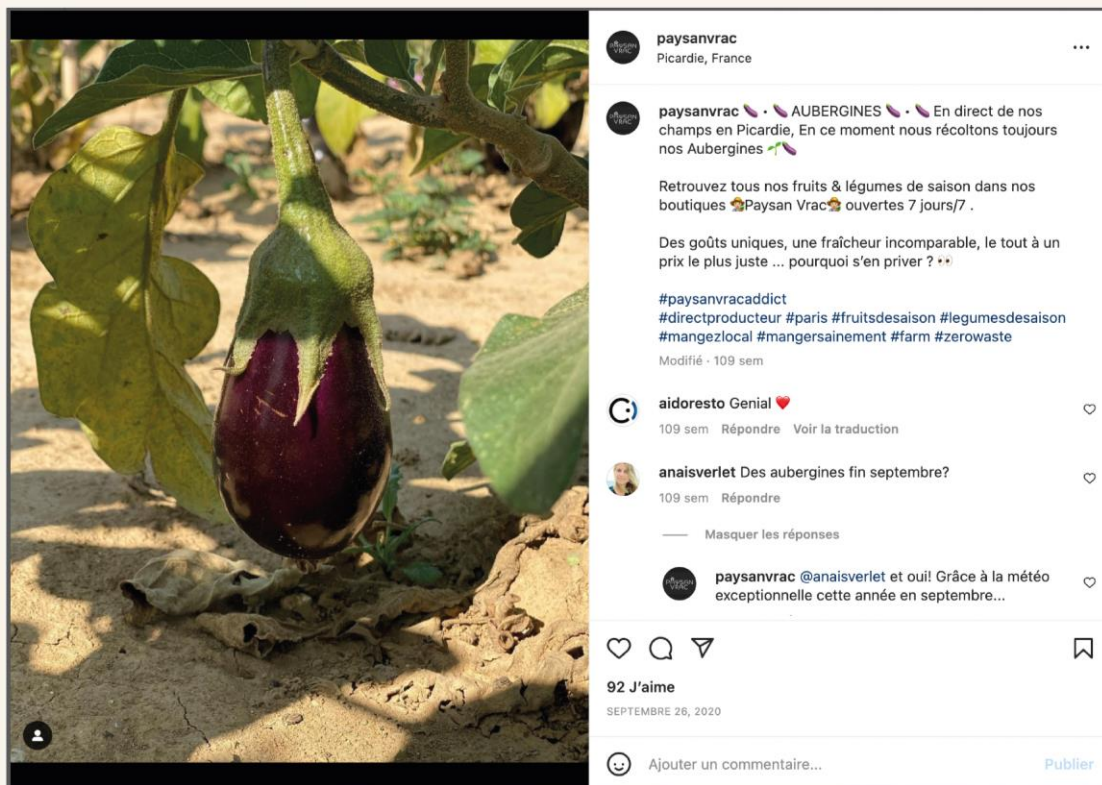 paysanvrac
Picardie, France
paysanvrac 🍆 • 🍆 AUBERGINES 🍆 • 🍆 En direct de nos
champs en Picardie, En ce moment nous récoltons toujours
nos Aubergines 🌱🍆
Retrouvez tous nos fruits & légumes de saison dans nos
boutiques 👩‍🌾Paysan Vrac👩‍🌾 ouvertes 7 jours/7 .
Des goûts uniques, une fraîcheur incomparable, le tout à un
prix le plus juste ... pourquoi s'en priver ? 👀
#paysanvracaddict
#directproducteur #paris #fruitsdesaison #legumesdesaison
#mangezlocal #mangersainement #farm #zerowaste
Modifié · 109 sem
aidoresto Genial ❤️
109 sem Répondre Voir la traduction
anaisverlet Des aubergines fin septembre?
109 sem Répondre
Masquer les réponses
PAYSAN
VRAC
paysanvrac @anaisverlet et oui! Grâce à la météo
exceptionnelle cette année en septembre...
92 J'aime
SEPTEMBRE 26, 2020
Ajouter un commentaire...
Publier